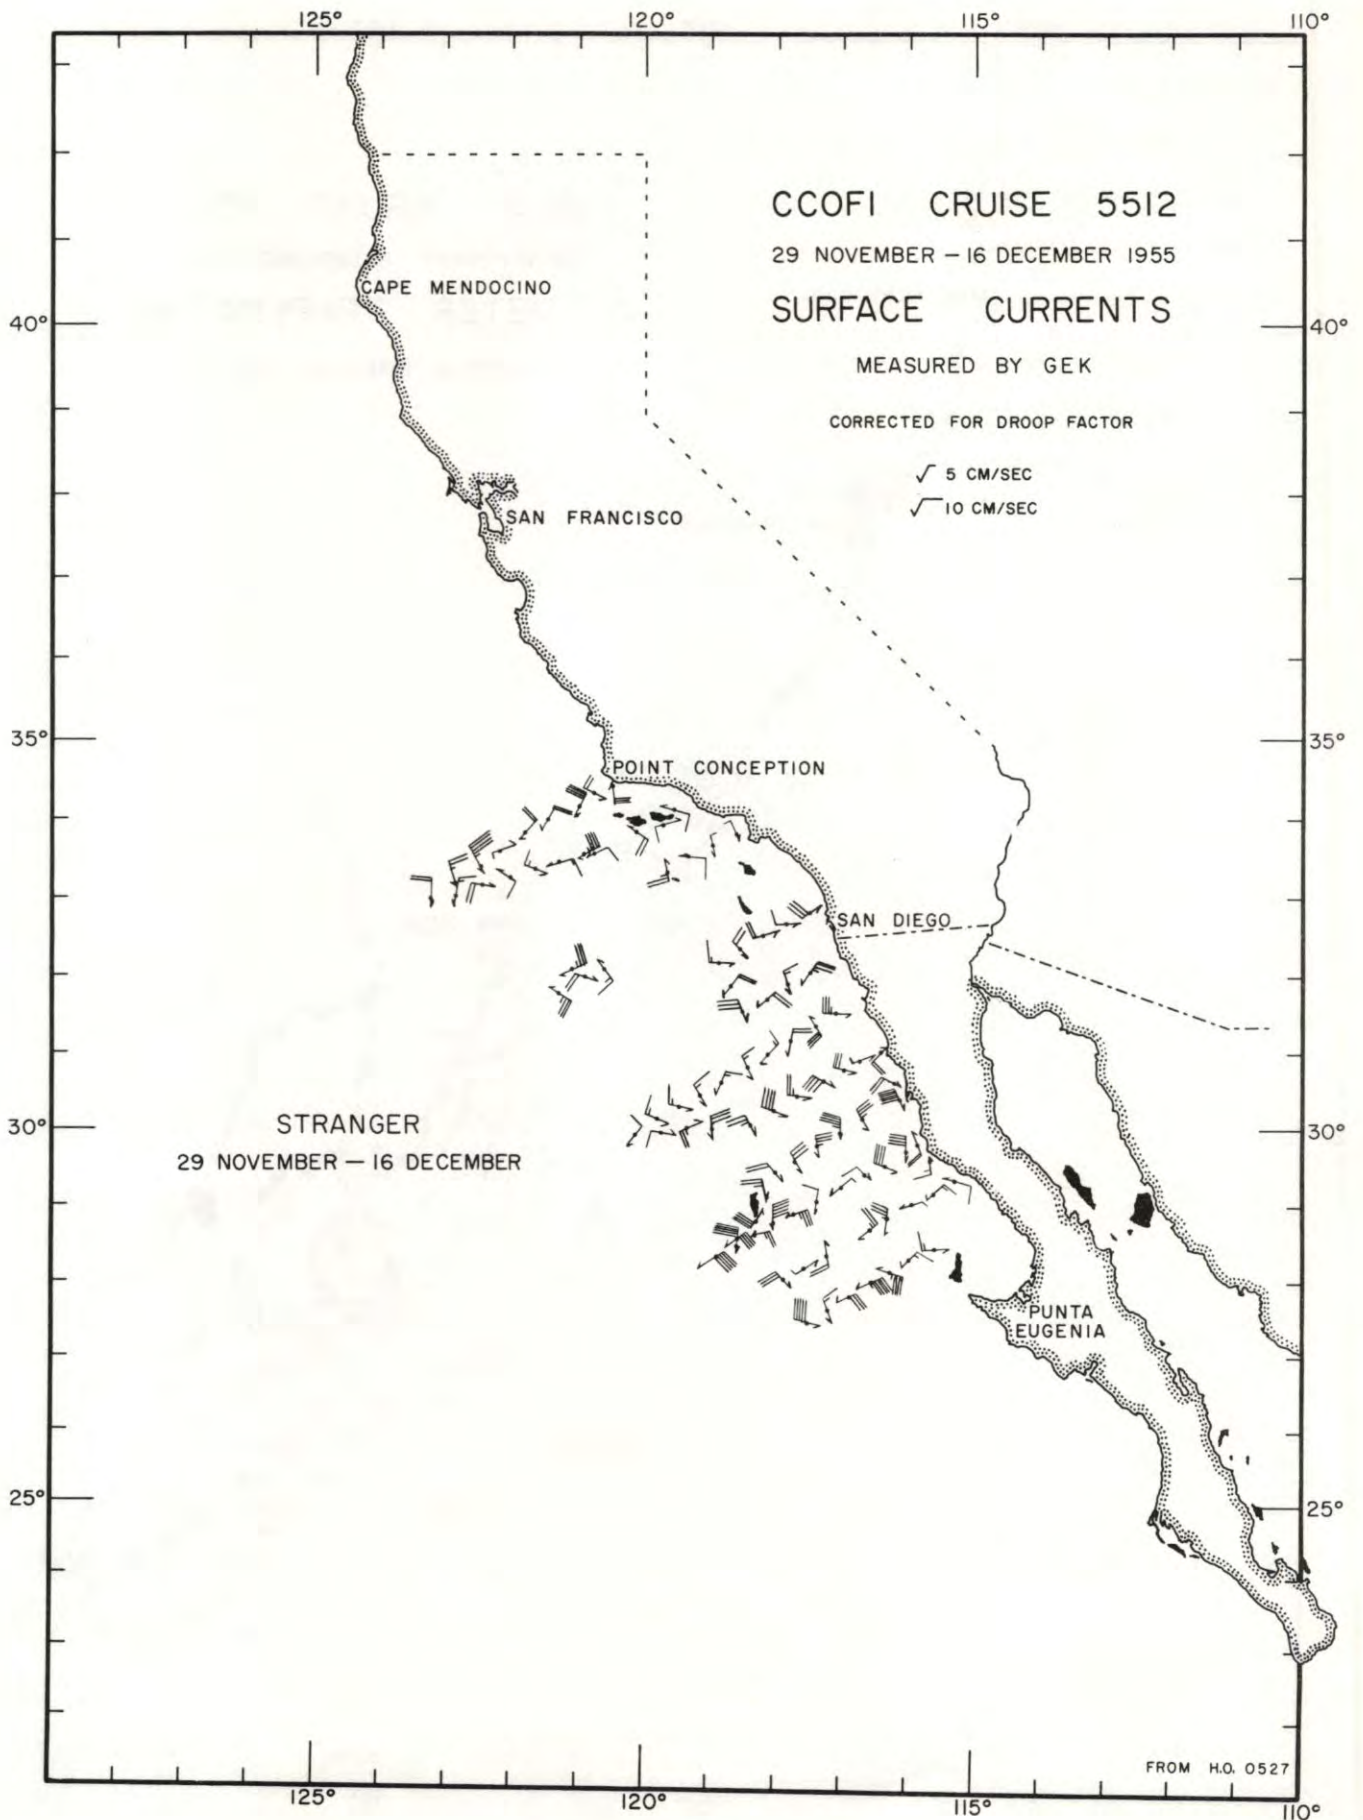 125°
120°
115°
110°
CCOFI CRUISE 5512
29 NOVEMBER – 16 DECEMBER 1955
SURFACE CURRENTS
MEASURED BY GEK
CORRECTED FOR DROOP FACTOR
5 CM/SEC
10 CM/SEC
CAPE MENDOCINO
40°
40°
SAN FRANCISCO
35°
35°
POINT CONCEPTION
SAN DIEGO
30°
30°
STRANGER
29 NOVEMBER – 16 DECEMBER
PUNTA
EUGENIA
25°
25°
FROM H.O. 0527
125°
120°
115°
110°